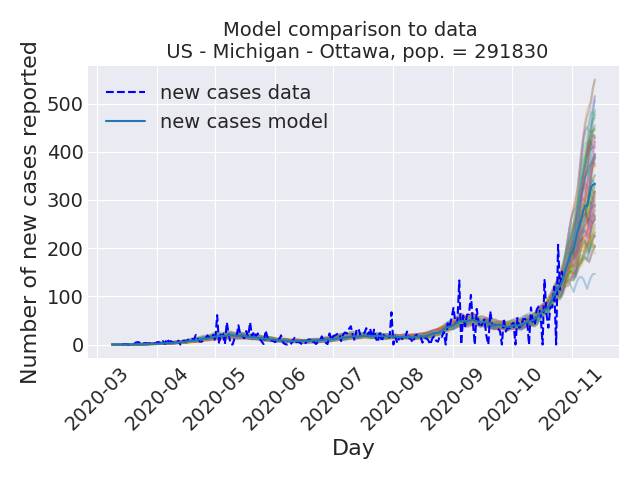 Model comparison to data
US - Michigan - Ottawa, pop. = 291830
new cases data
new cases model
Number of new cases reported
500
400
300
200
100
0
2020-03
2020-04
2020-05
2020-06
2020-07
2020-08
2020-09
2020-10
2020-11
Day